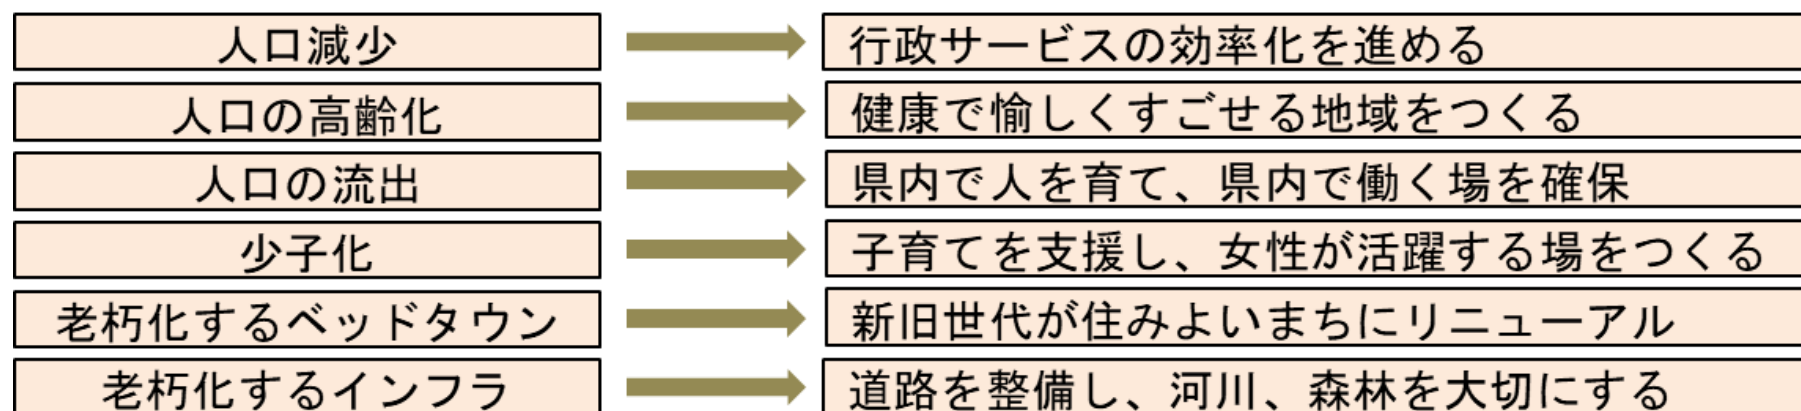 人口減少
行政サービスの効率化を進める
人口の高齢化
健康で愉しくすごせる地域をつくる
人口の流出
県内で人を育て、県内で働く場を確保
少子化
子育てを支援し、女性が活躍する場をつくる
老朽化するベッドタウン
新旧世代が住みよいまちにリニューアル
老朽化するインフラ
道路を整備し、河川、森林を大切にする